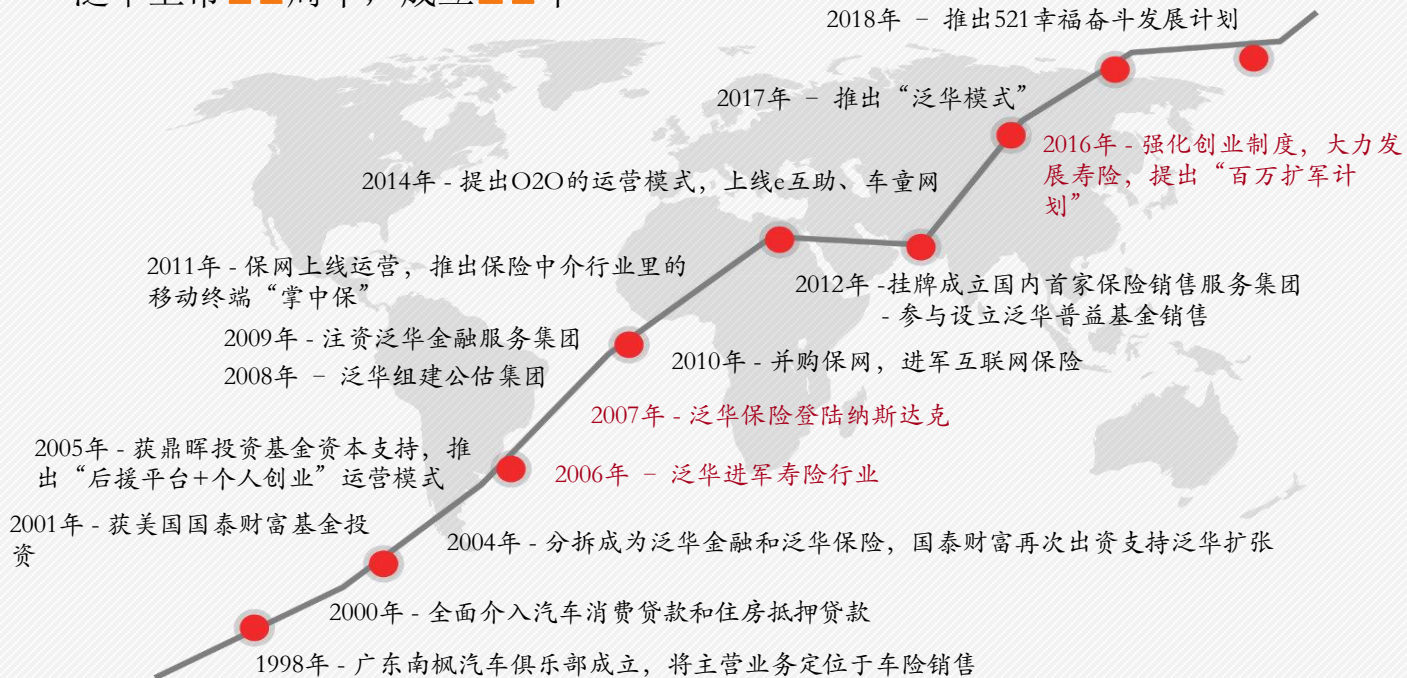 2018年 - 推出521幸福奋斗发展计划
2017年 - 推出“泛华模式”
2016年 - 强化创业制度，大力发
展寿险，提出“百万扩军计
划”
2014年 - 提出O2O的运营模式，上线e互助、车童网
2011年 - 保网上线运营，推出保险中介行业里的
移动终端“掌中保”
2012年 -挂牌成立国内首家保险销售服务集团
- 参与设立泛华普益基金销售
2009年 - 注资泛华金融服务集团
2010年 - 并购保网，进军互联网保险
2008年 - 泛华组建公估集团
2007年 - 泛华保险登陆纳斯达克
2005年 - 获鼎晖投资基金资本支持，推
出“后援平台+个人创业”运营模式
2006年 - 泛华进军寿险行业
2001年 - 获美国国泰财富基金投
资
2004年 - 分拆成为泛华金融和泛华保险，国泰财富再次出资支持泛华扩张
2000年 - 全面介入汽车消费贷款和住房抵押贷款
1998年 - 广东南枫汽车俱乐部成立，将主营业务定位于车险销售